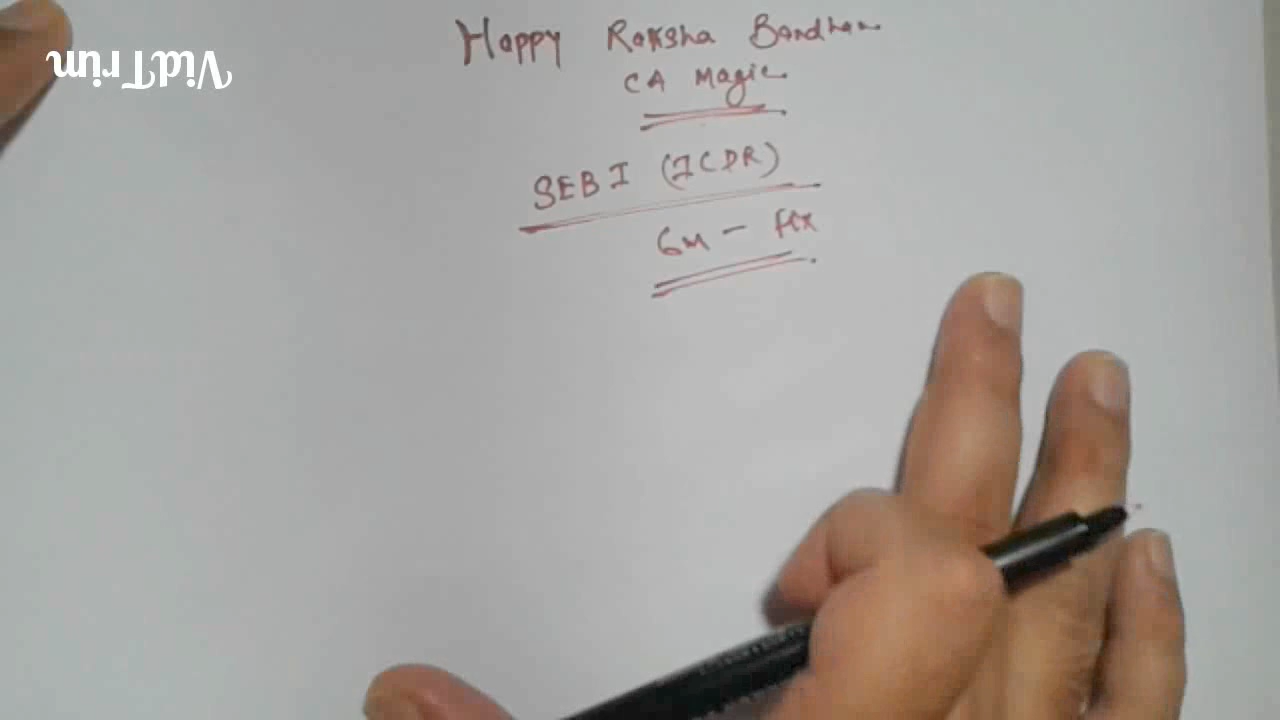 Happy Raksha Bandhan
CA Magic
SEBI (ICDR)
6M - fix
VidTrim